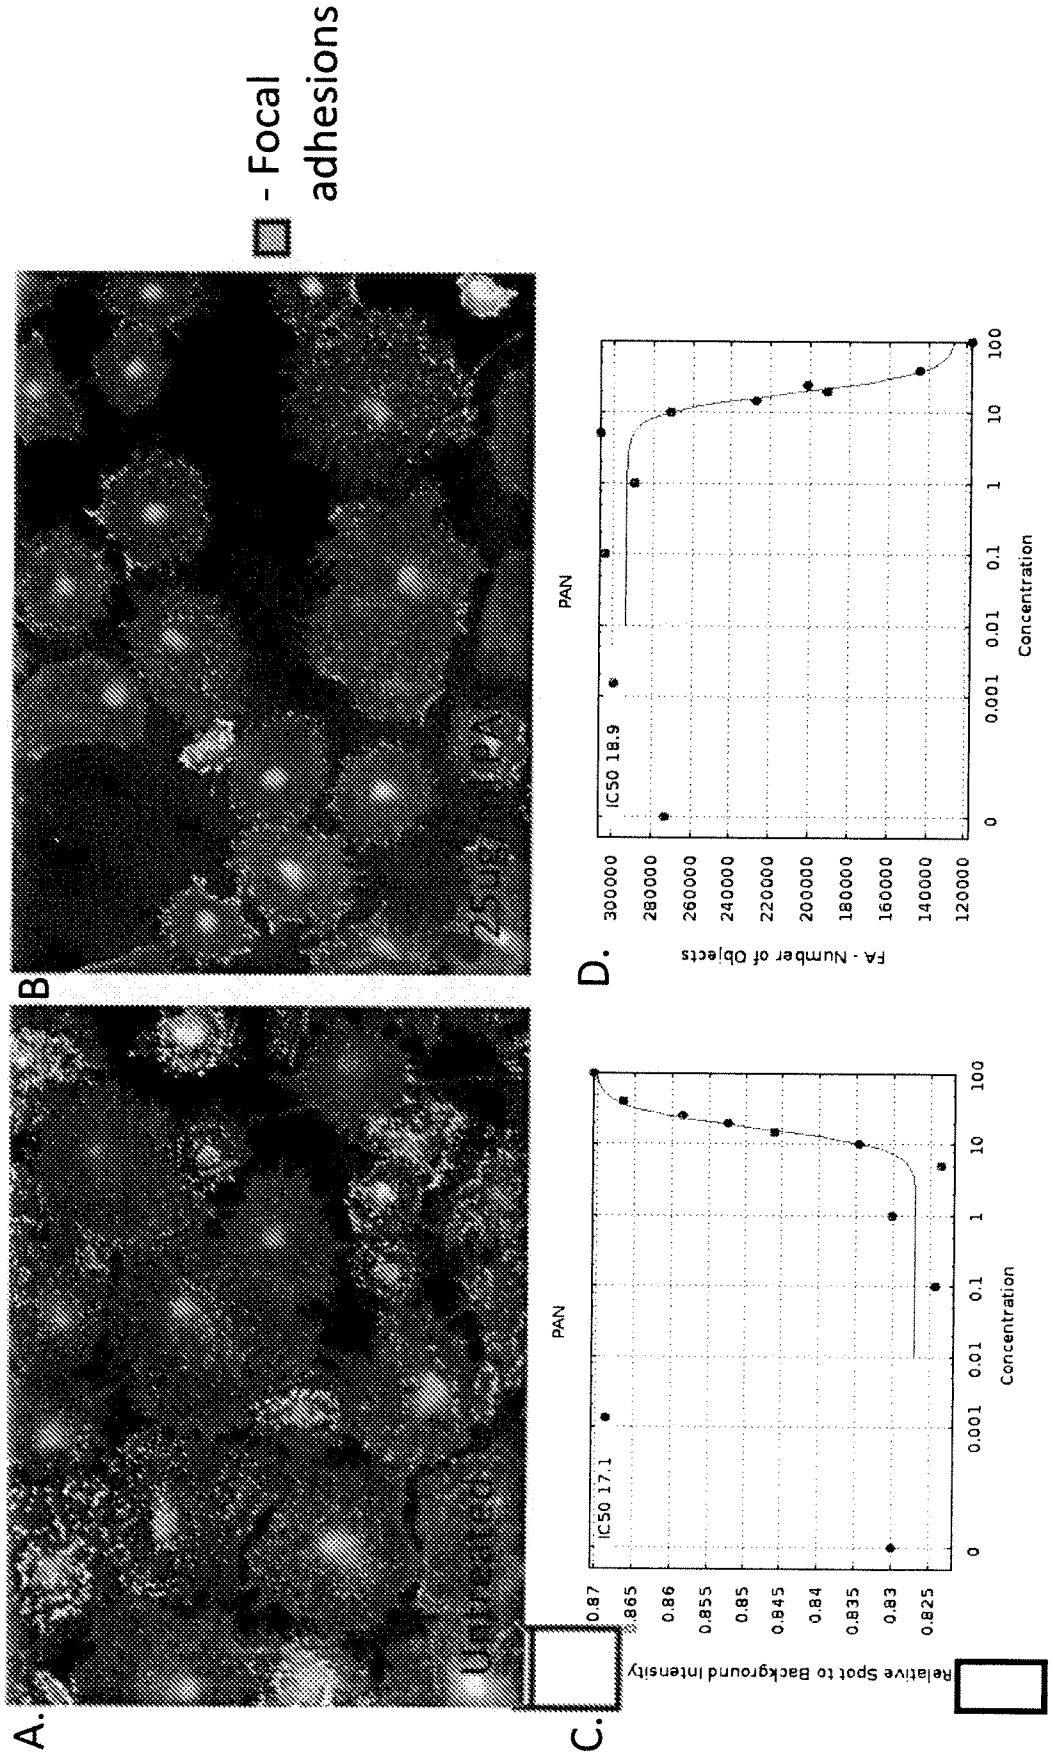 A.
Untreated
B
25ug/ml PA
- Focal
adhesions
C.
PAN
IC50 17.1
Relative Spot to Background Intensity
0.87
.865
0.86
0.855
0.85
0.845
0.84
0.835
0.83
0.825
0
0.001
0.01
0.1
1
10
100
Concentration
D.
PAN
IC50 18.9
FA - Number of Objects
300000
280000
260000
240000
220000
200000
180000
160000
140000
120000
0
0.001
0.01
0.1
1
10
100
Concentration